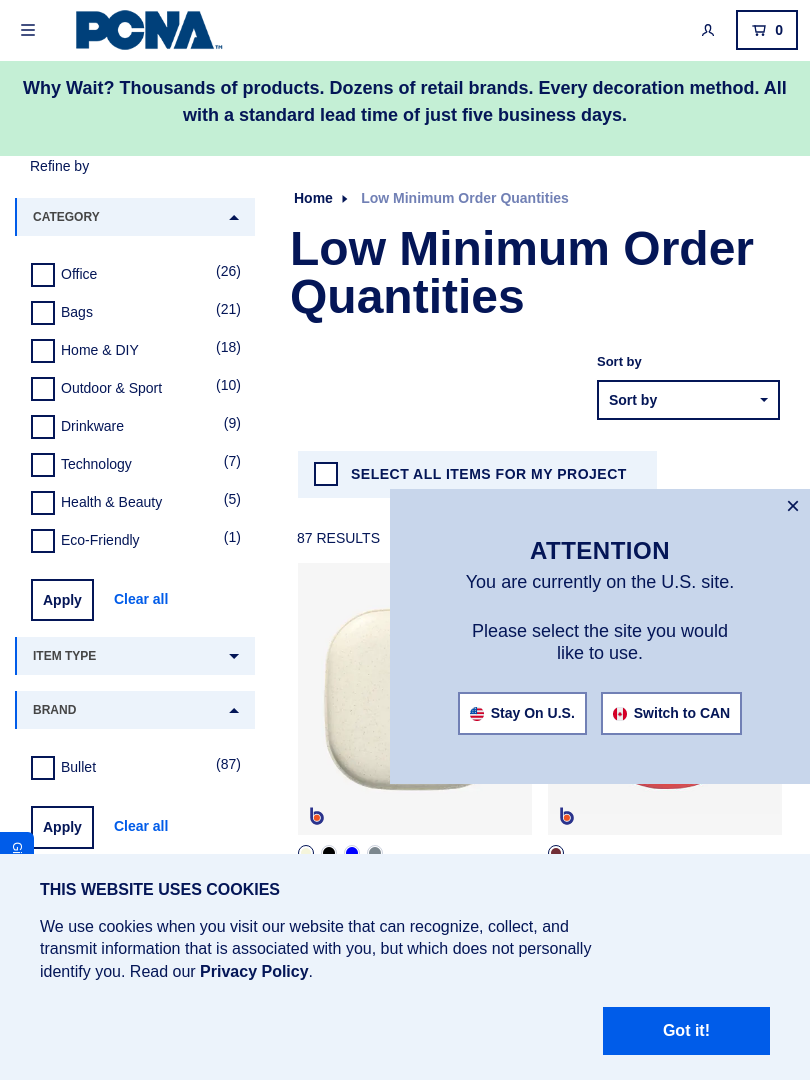 PCNA™
0
Why Wait? Thousands of products. Dozens of retail brands. Every decoration method. All
with a standard lead time of just five business days.
Refine by
Home
Low Minimum Order Quantities
CATEGORY
Low Minimum Order
Quantities
Office (26)
Bags (21)
Home & DIY (18)
Outdoor & Sport (10)
Drinkware (9)
Technology (7)
Health & Beauty (5)
Eco-Friendly (1)
Apply
Clear all
ITEM TYPE
BRAND
Bullet (87)
Apply
Clear all
Sort by
Sort by
SELECT ALL ITEMS FOR MY PROJECT
87 RESULTS
ATTENTION
You are currently on the U.S. site.
Please select the site you would
like to use.
Stay On U.S.
Switch to CAN
b
b
THIS WEBSITE USES COOKIES
We use cookies when you visit our website that can recognize, collect, and
transmit information that is associated with you, but which does not personally
identify you. Read our Privacy Policy.
Got it!